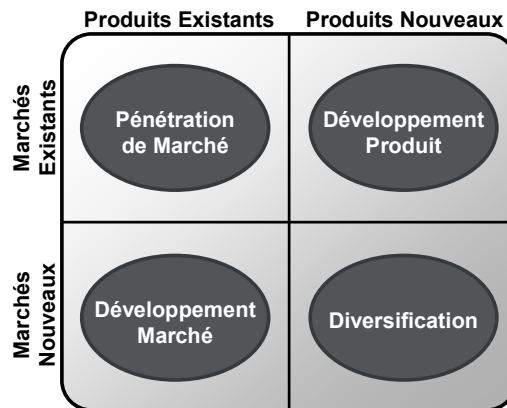 Produits Existants
Produits Nouveaux
Marchés
Existants
Pénétration
de Marché
Développement
Produit
Marchés
Nouveaux
Développement
Marché
Diversification